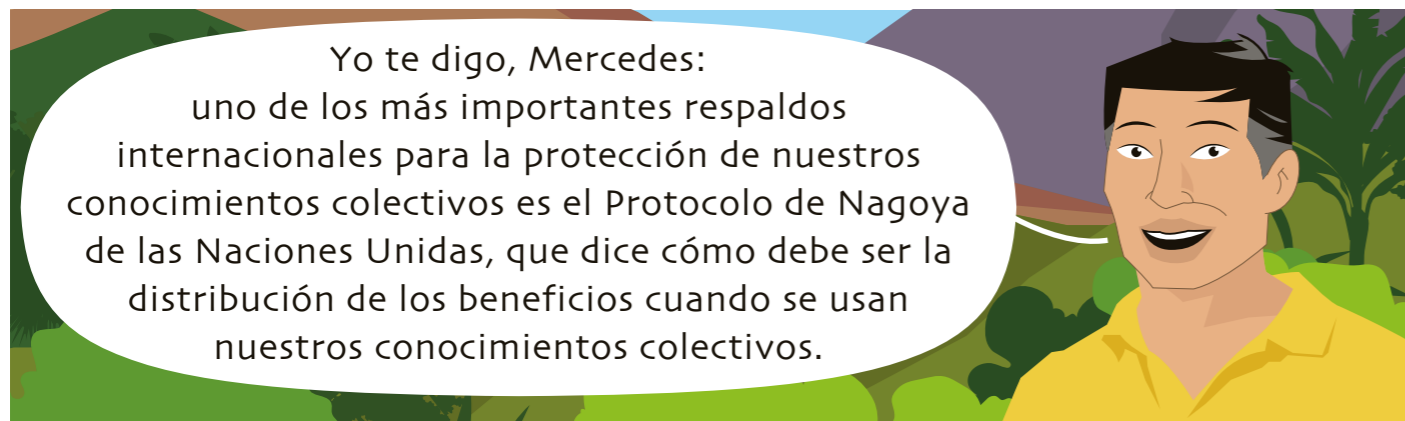 Yo te digo, Mercedes:
uno de los más importantes respaldos
internacionales para la protección de nuestros
conocimientos colectivos es el Protocolo de Nagoya
de las Naciones Unidas, que dice cómo debe ser la
distribución de los beneficios cuando se usan
nuestros conocimientos colectivos.